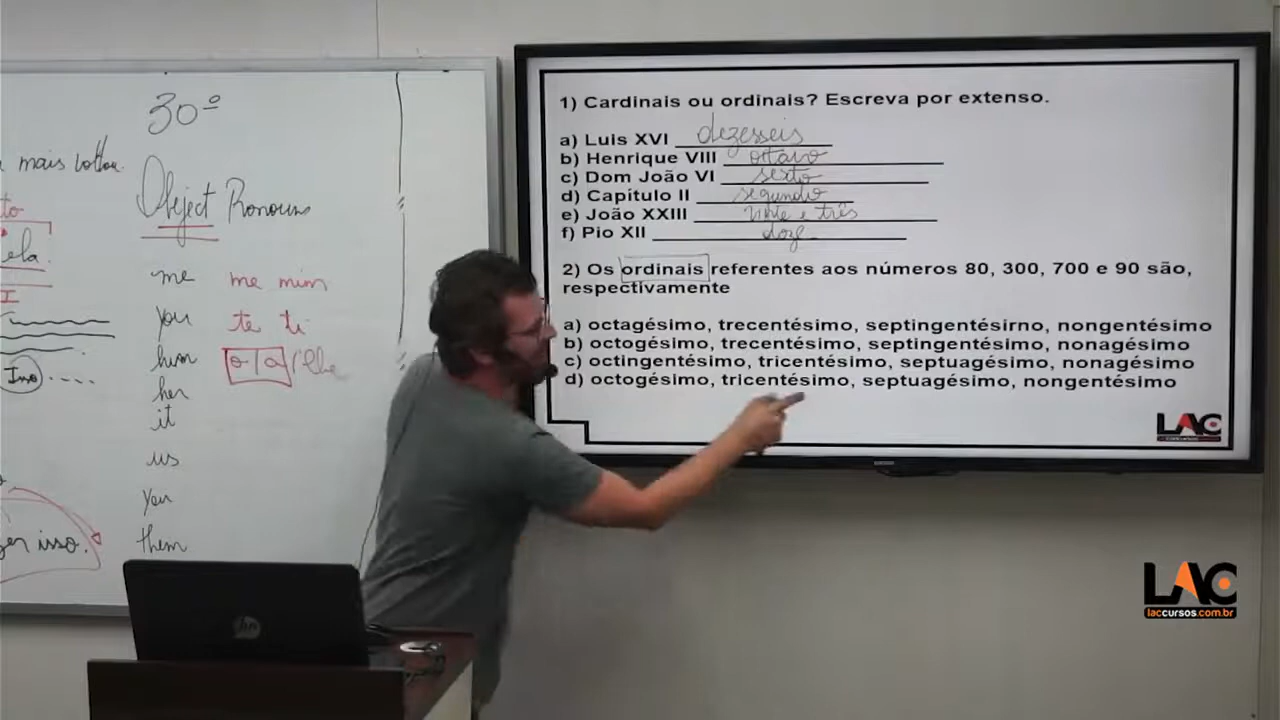 30º
mais voltou.
to
ela.
I
Object Pronouns
me me mim
you te ti
him o/a/lhe
her
it
us
you
them
isso.
1) Cardinais ou ordinais? Escreva por extenso.
a) Luis XVI dezesseis
b) Henrique VIII oitavo
c) Dom João VI sexto
d) Capítulo II segundo
e) João XXIII vinte e três
f) Pio XII doze
2) Os ordinais referentes aos números 80, 300, 700 e 90 são,
respectivamente
a) octagésimo, trecentésimo, septingentésirno, nongentésimo
b) octogésimo, trecentésimo, septingentésimo, nonagésimo
c) octingentésimo, tricentésimo, septuagésimo, nonagésimo
d) octogésimo, tricentésimo, septuagésimo, nongentésimo
LAC
hp
LAC
laccursos.com.br